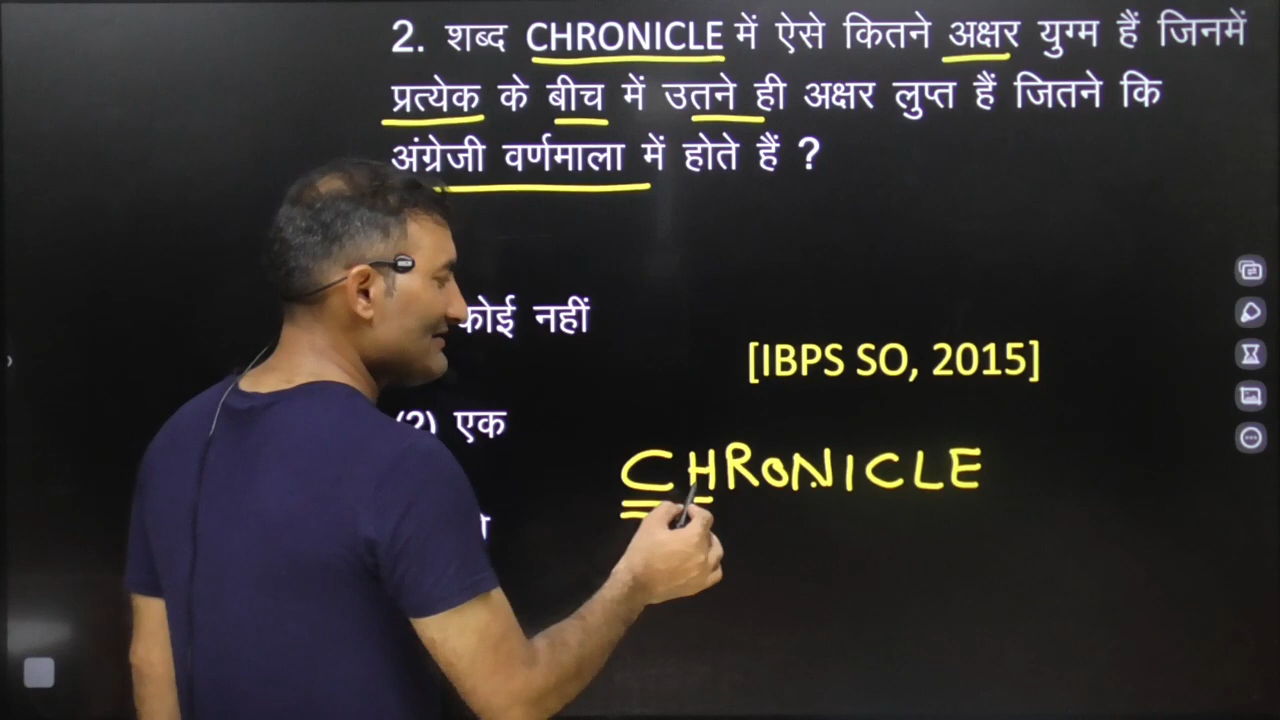 2. शब्द CHRONICLE में ऐसे कितने अक्षर युग्म हैं जिनमें
प्रत्येक के बीच में उतने ही अक्षर लुप्त हैं जितने कि
अंग्रेजी वर्णमाला में होते हैं ?
कोई नहीं
[IBPS SO, 2015]
(2) एक
CHRONICLE